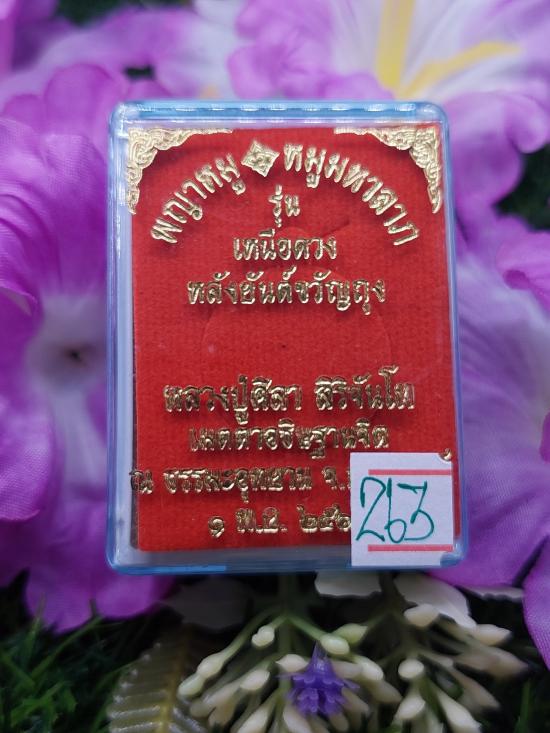 พญาหมู หมูมหาลาภ
รุ่น
เหนือดวง
หลังยันต์ขวัญถุง
หลวงปู่ศิลา สิริจันโท
เมตตาอธิษฐานจิต
ณ ธรรมะอุทยาน จ.
๑ พ.ย. ๒๕๖
263